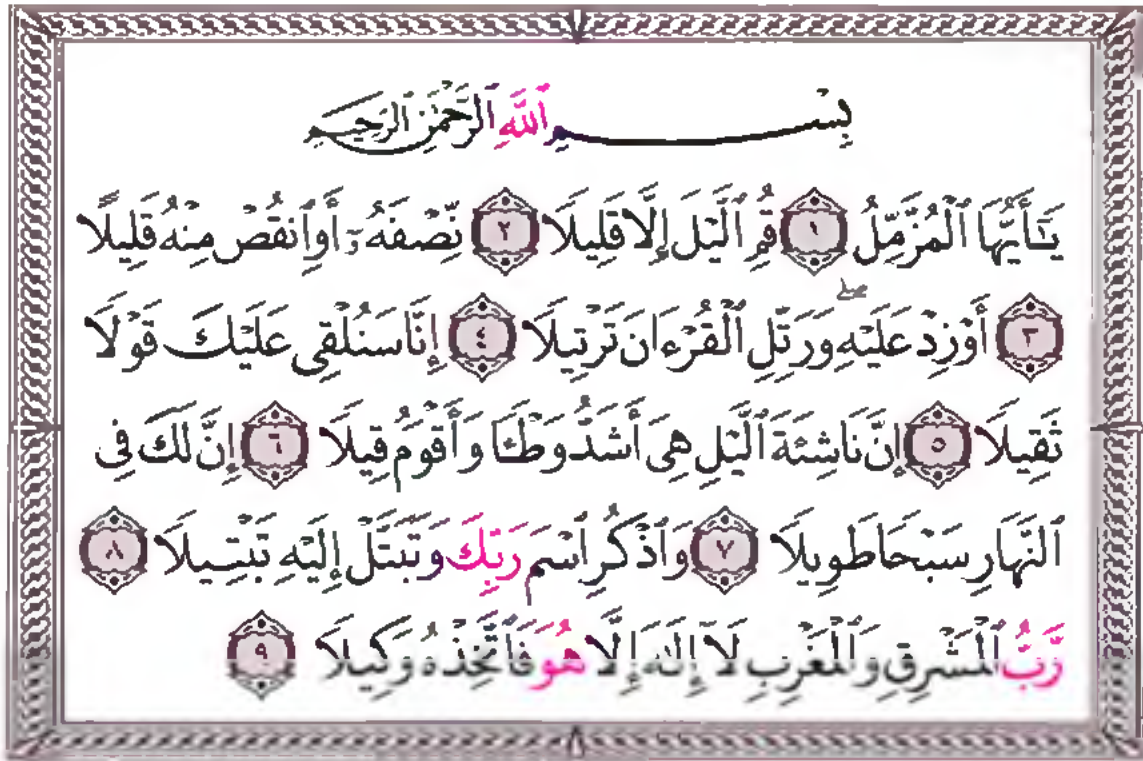 بِسْمِ ٱللَّهِ ٱلرَّحْمَٰنِ ٱلرَّحِيمِ
يَٰٓأَيُّهَا ٱلْمُزَّمِّلُ ١ قُمِ ٱلَّيْلَ إِلَّا قَلِيلًا ٢ نِّصْفَهُۥٓ أَوِ ٱنقُصْ مِنْهُ قَلِيلًا
٣ أَوْ زِدْ عَلَيْهِ وَرَتِّلِ ٱلْقُرْءَانَ تَرْتِيلًا ٤ إِنَّا سَنُلْقِى عَلَيْكَ قَوْلًا
ثَقِيلًا ٥ إِنَّ نَاشِئَةَ ٱلَّيْلِ هِىَ أَشَدُّ وَطْـًٔا وَأَقْوَمُ قِيلًا ٦ إِنَّ لَكَ فِى
ٱلنَّهَارِ سَبْحًا طَوِيلًا ٧ وَٱذْكُرِ ٱسْمَ رَبِّكَ وَتَبَتَّلْ إِلَيْهِ تَبْتِيلًا ٨
رَّبُّ ٱلْمَشْرِقِ وَٱلْمَغْرِبِ لَآ إِلَٰهَ إِلَّا هُوَ فَٱتَّخِذْهُ وَكِيلًا ٩